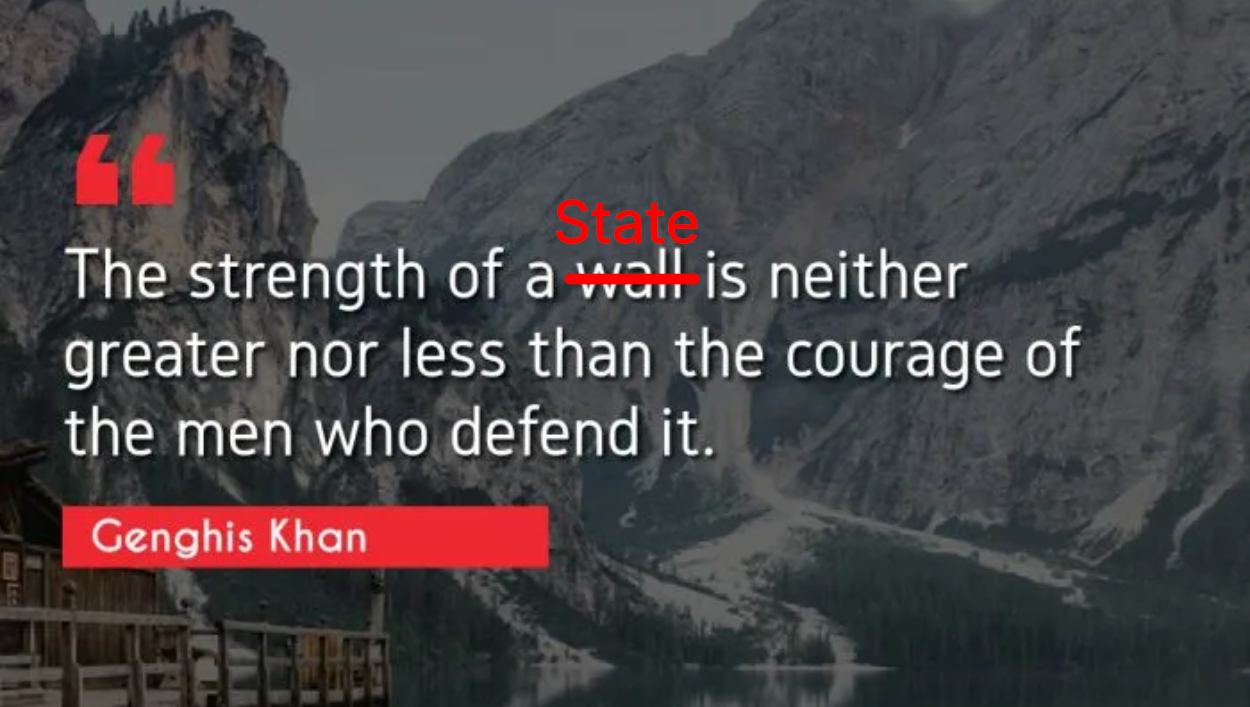 “
State
The strength of a wall is neither
greater nor less than the courage of
the men who defend it.
Genghis Khan